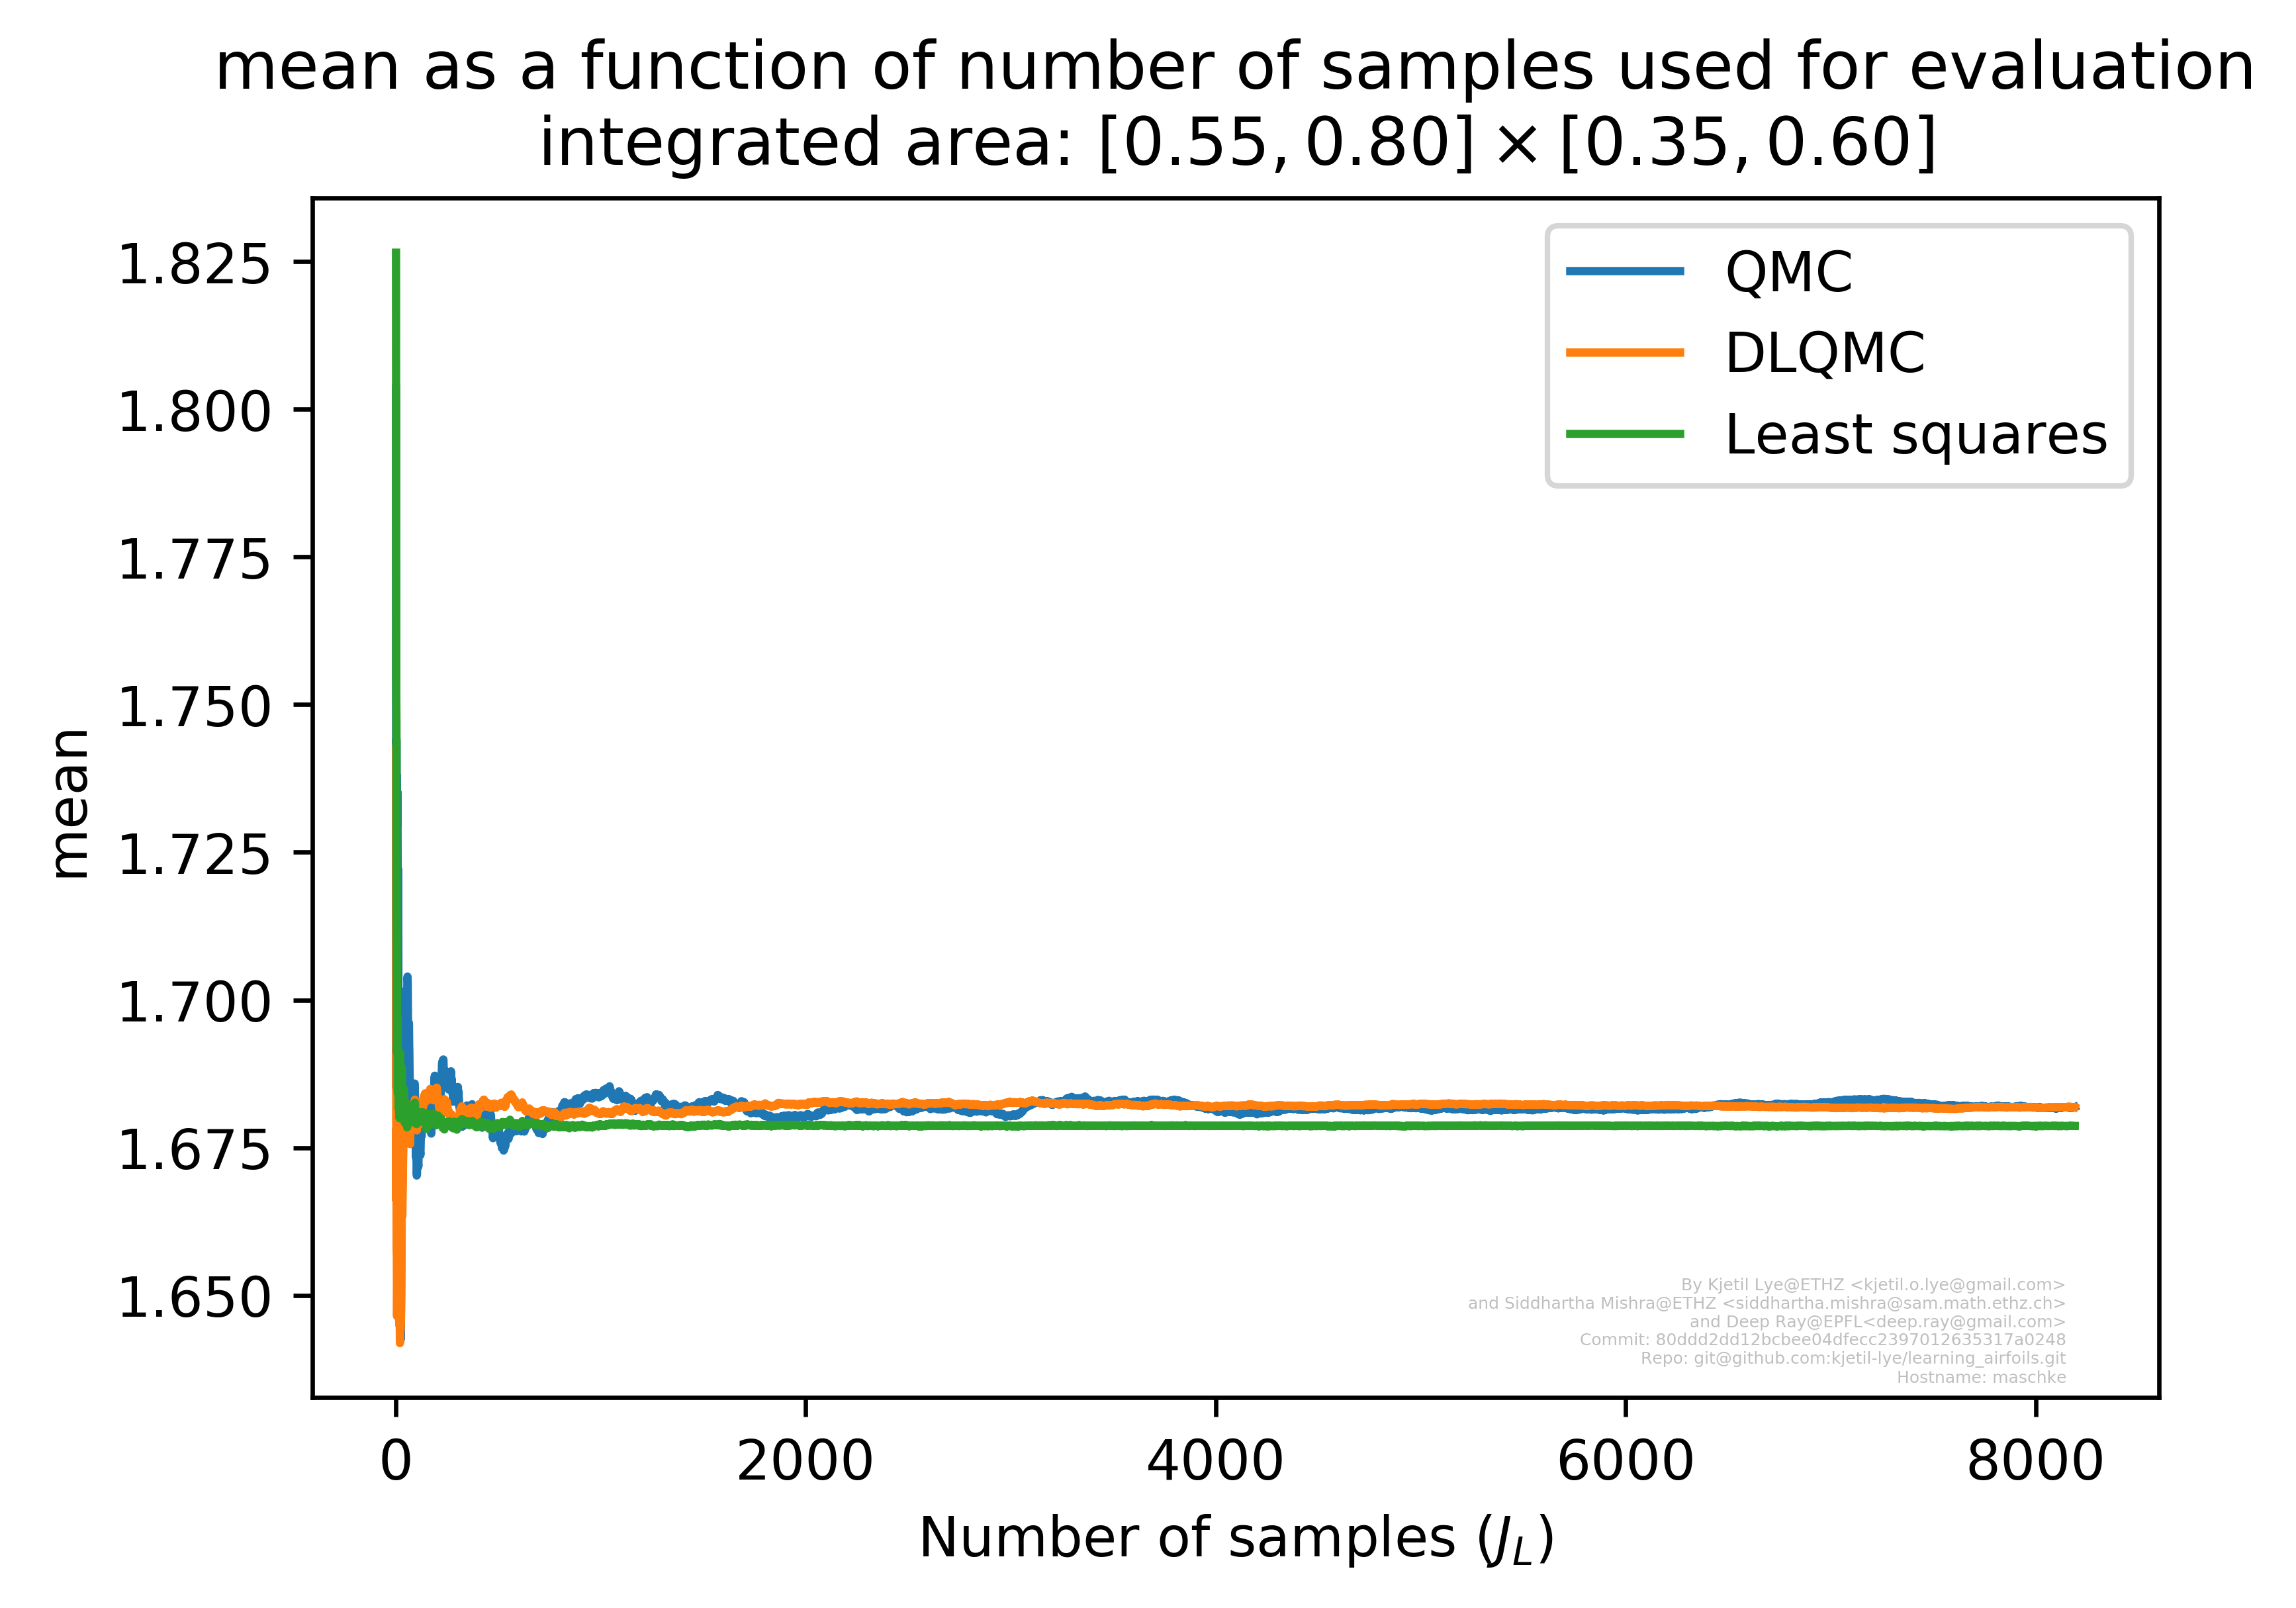 mean as a function of number of samples used for evaluation
integrated area: [0.55, 0.80] × [0.35, 0.60]
1.825
1.800
1.775
1.750
1.725
1.700
1.675
1.650
mean
QMC
DLQMC
Least squares
By Kjetil Lye@ETHZ <kjetil.o.lye@gmail.com>
and Siddhartha Mishra@ETHZ <siddhartha.mishra@sam.math.ethz.ch>
and Deep Ray@EPFL<deep.ray@gmail.com>
Commit: 80ddd2dd12bcbee04dfecc2397012635317a0248
Repo: git@github.com:kjetil-lye/learning_airfoils.git
Hostname: maschke
0 2000 4000 6000 8000
Number of samples (J_L)